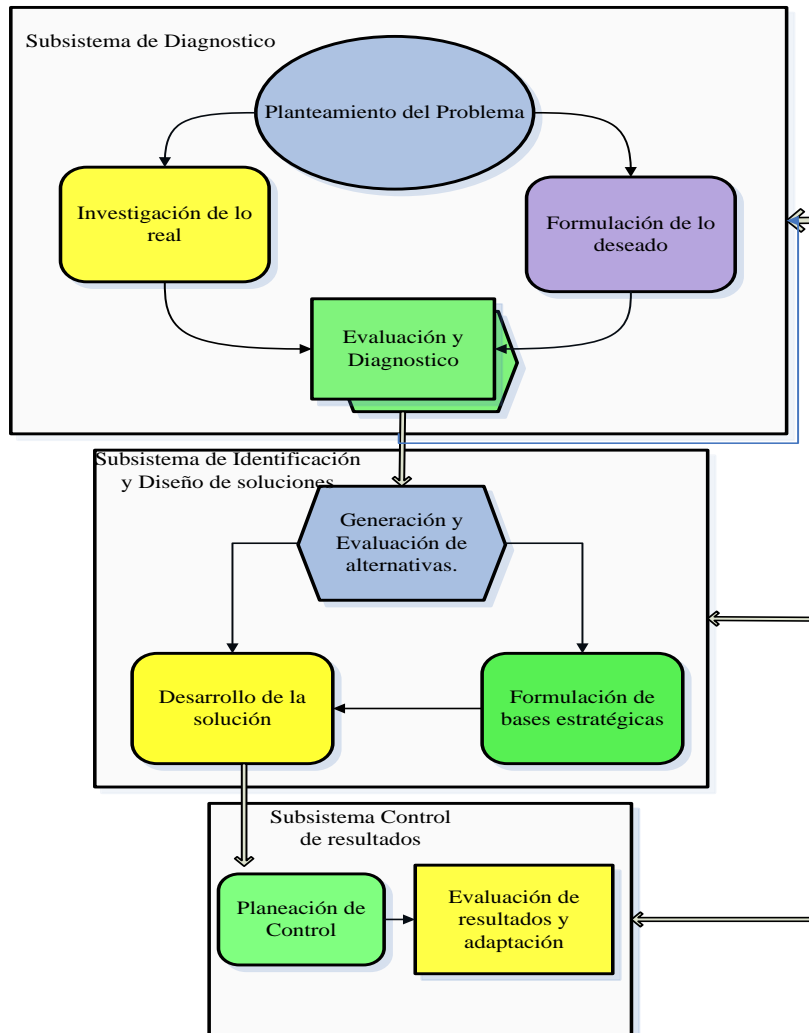 Subsistema de Diagnostico
Planteamiento del Problema
Investigación de lo
real
Formulación de lo
deseado
Evaluación y
Diagnostico
Subsistema de Identificación
y Diseño de soluciones
Generación y
Evaluación de
alternativas.
Desarrollo de la
solución
Formulación de
bases estratégicas
Subsistema Control
de resultados
Planeación de
Control
Evaluación de
resultados y
adaptación